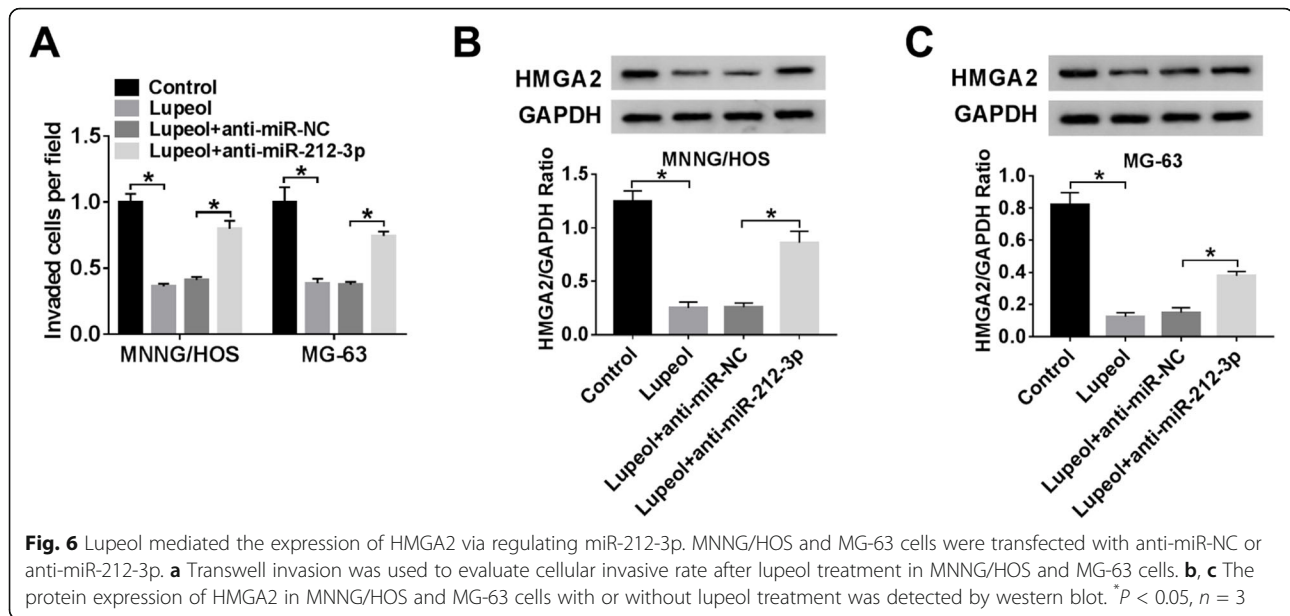 A
Control
Lupeol
Lupeol+anti-miR-NC
Lupeol+anti-miR-212-3p
Invaded cells per field
1.5
1.0
0.5
0.0
*
*
*
*
MNNG/HOS
MG-63
B
HMGA2
GAPDH
MNNG/HOS
HMGA2/GAPDH Ratio
1.5
1.0
0.5
0.0
*
*
Control
Lupeol
Lupeol+anti-miR-NC
Lupeol+anti-miR-212-3p
C
HMGA2
GAPDH
MG-63
HMGA2/GAPDH Ratio
1.0
0.8
0.6
0.4
0.2
0.0
*
*
Control
Lupeol
Lupeol+anti-miR-NC
Lupeol+anti-miR-212-3p
Fig. 6 Lupeol mediated the expression of HMGA2 via regulating miR-212-3p. MNNG/HOS and MG-63 cells were transfected with anti-miR-NC or
anti-miR-212-3p. a Transwell invasion was used to evaluate cellular invasive rate after lupeol treatment in MNNG/HOS and MG-63 cells. b, c The
protein expression of HMGA2 in MNNG/HOS and MG-63 cells with or without lupeol treatment was detected by western blot. *P < 0.05, n = 3